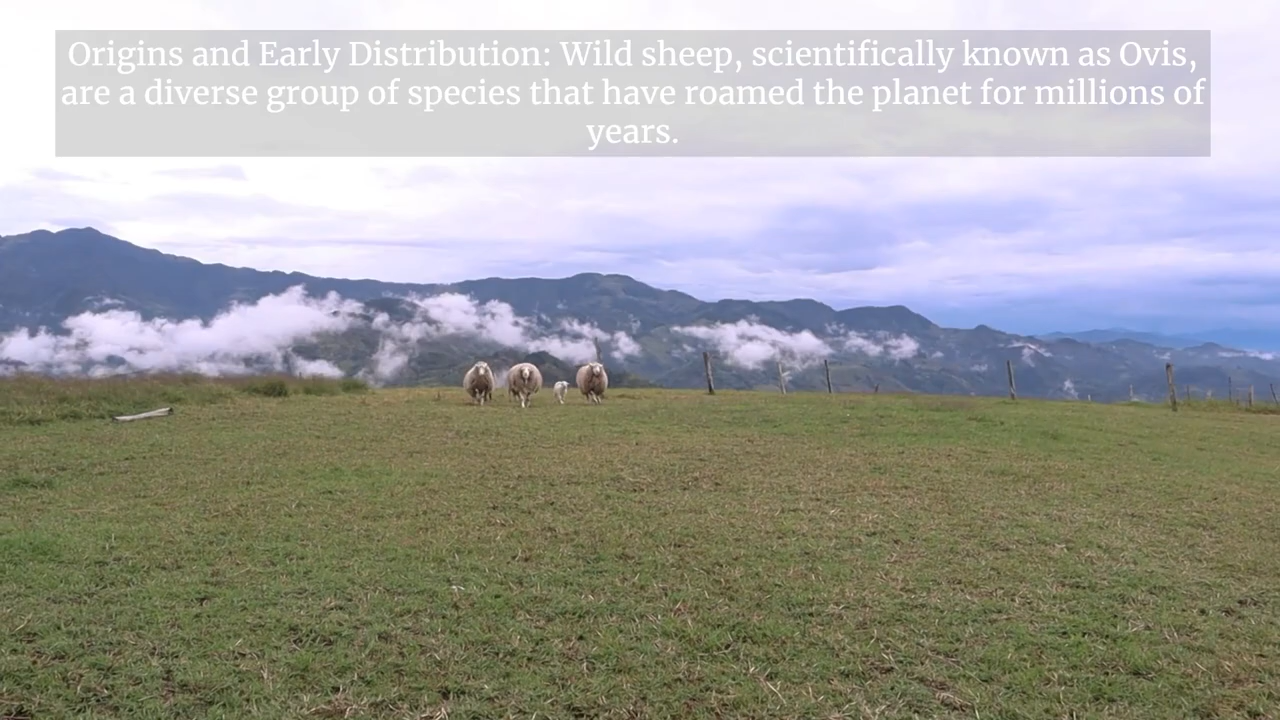 Origins and Early Distribution: Wild sheep, scientifically known as Ovis,
are a diverse group of species that have roamed the planet for millions of
years.